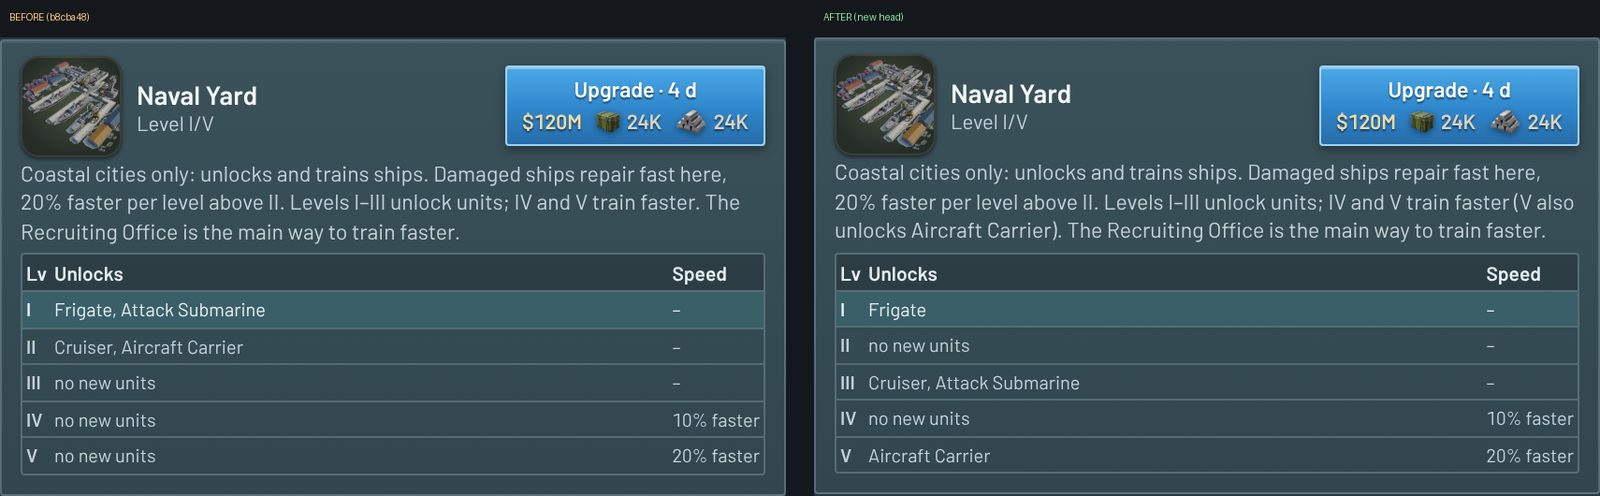 BEFORE (b8cba48)
Naval Yard
Level I/V
Upgrade · 4 d
$120M 24K 24K
Coastal cities only: unlocks and trains ships. Damaged ships repair fast here,
20% faster per level above II. Levels I–III unlock units; IV and V train faster. The
Recruiting Office is the main way to train faster.
Lv Unlocks Speed
I Frigate, Attack Submarine –
II Cruiser, Aircraft Carrier –
III no new units –
IV no new units 10% faster
V no new units 20% faster
AFTER (new head)
Naval Yard
Level I/V
Upgrade · 4 d
$120M 24K 24K
Coastal cities only: unlocks and trains ships. Damaged ships repair fast here,
20% faster per level above II. Levels I–III unlock units; IV and V train faster (V also
unlocks Aircraft Carrier). The Recruiting Office is the main way to train faster.
Lv Unlocks Speed
I Frigate –
II no new units –
III Cruiser, Attack Submarine –
IV no new units 10% faster
V Aircraft Carrier 20% faster